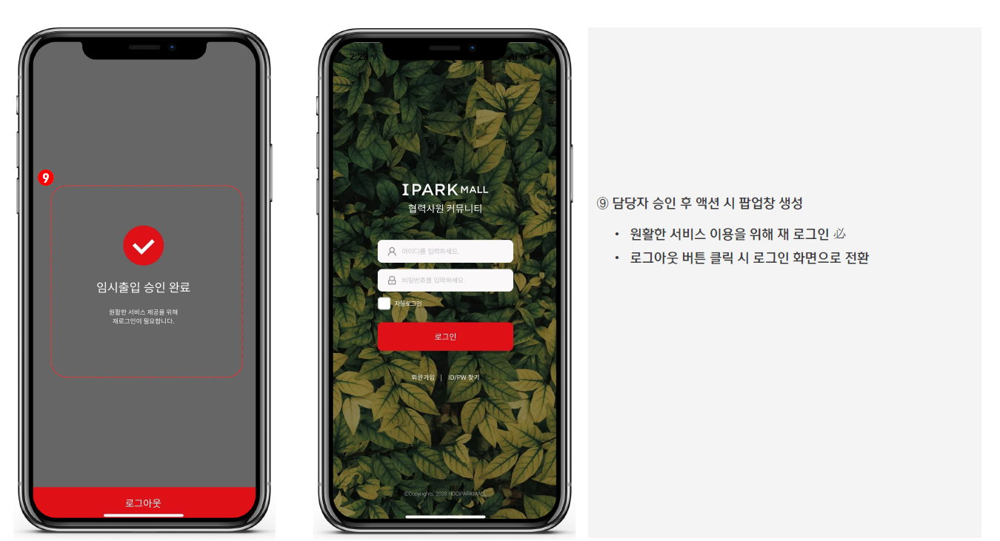 9
임시출입 승인 완료
원활한 서비스 제공을 위해
재로그인이 필요합니다.
로그아웃
2:29
5G
IPARK MALL
협력사원 커뮤니티
아이디를 입력하세요.
비밀번호를 입력하세요.
자동로그인
로그인
회원가입 | ID/PW 찾기
©Copyrights, 2020 HDCIPARKMALL
⑨ 담당자 승인 후 액션 시 팝업창 생성
• 원활한 서비스 이용을 위해 재 로그인 必
• 로그아웃 버튼 클릭 시 로그인 화면으로 전환